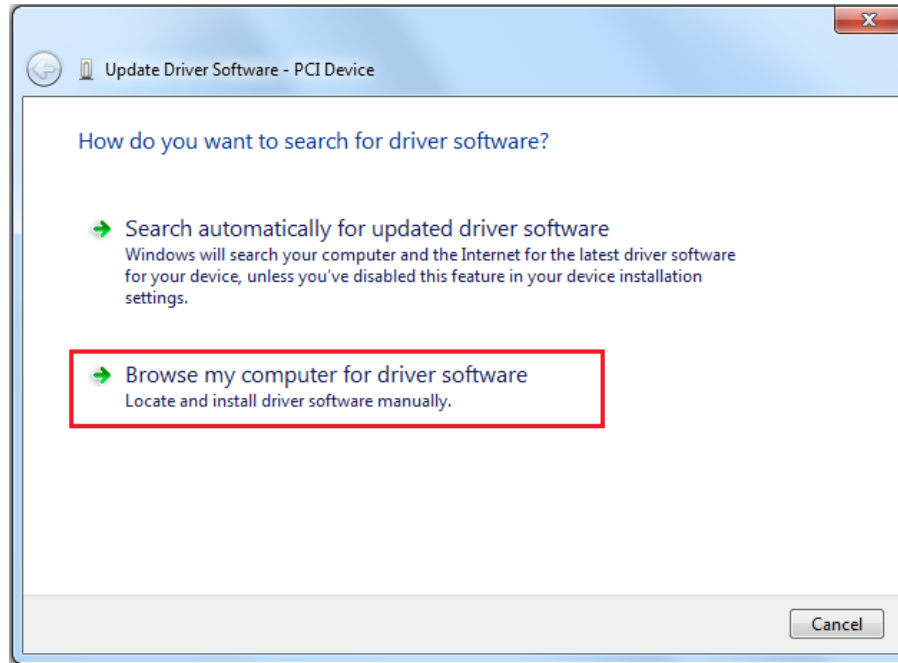 Update Driver Software - PCI Device
How do you want to search for driver software?
Search automatically for updated driver software
Windows will search your computer and the Internet for the latest driver software
for your device, unless you've disabled this feature in your device installation
settings.
Browse my computer for driver software
Locate and install driver software manually.
Cancel